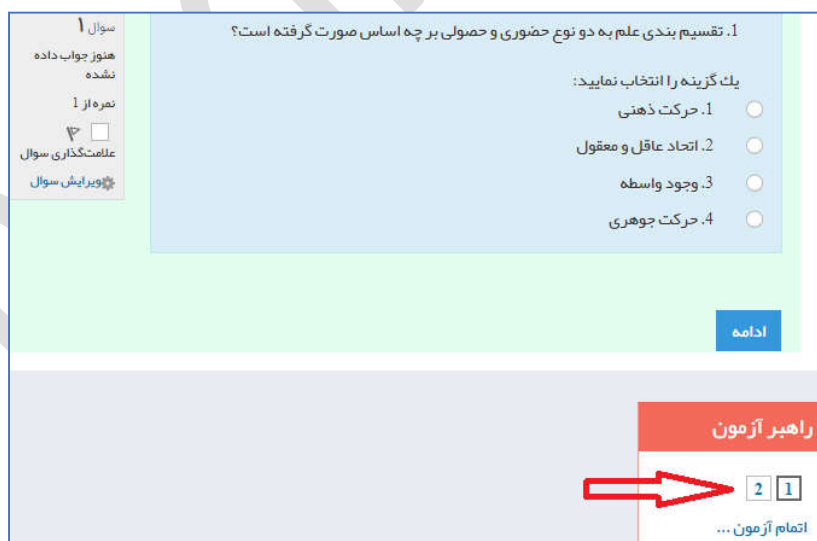 1. تقسیم بندی علم به دو نوع حضوری و حصولی بر چه اساس صورت گرفته است؟
یك گزینه را انتخاب نمایید:
1. حرکت ذهنی
2. اتحاد عاقل و معقول
3. وجود واسطه
4. حرکت جوهری
سوال 1
هنوز جواب داده
نشده
نمره از 1
علامت‌گذاری سوال
ویرایش سوال
ادامه
راهبر آزمون
1 2
اتمام آزمون ...